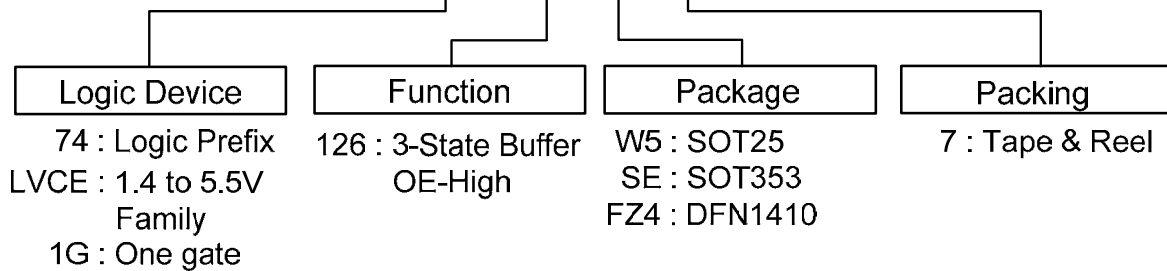 Logic Device
74 : Logic Prefix
LVCE : 1.4 to 5.5V
Family
1G : One gate
Function
126 : 3-State Buffer
OE-High
Package
W5 : SOT25
SE : SOT353
FZ4 : DFN1410
Packing
7 : Tape & Reel